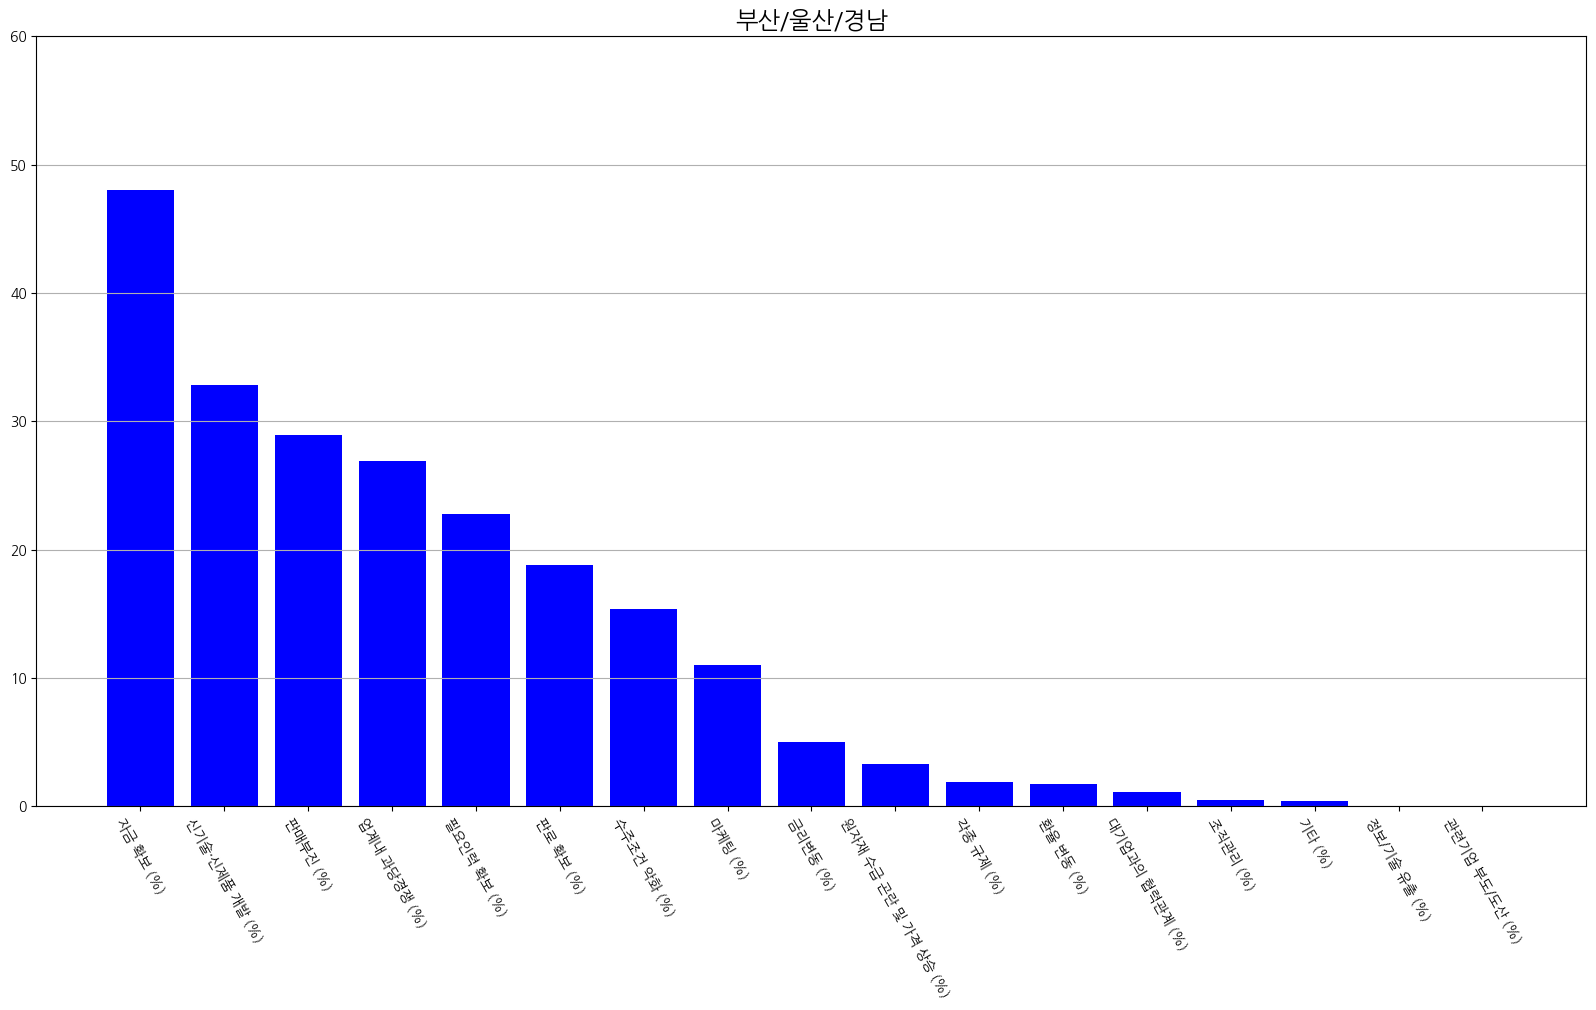 부산/울산/경남
60
50
40
30
20
10
0
자금 확보 (%)
신기술·신제품 개발 (%)
판매부진 (%)
업계내 과당경쟁 (%)
필요인력 확보 (%)
판로 확보 (%)
수주조건 악화 (%)
마케팅 (%)
금리변동 (%)
원자재 수급 곤란 및 가격 상승 (%)
각종 규제 (%)
환율 변동 (%)
대기업과의 협력관계 (%)
조직관리 (%)
기타 (%)
정보/기술 유출 (%)
관련기업 부도/도산 (%)